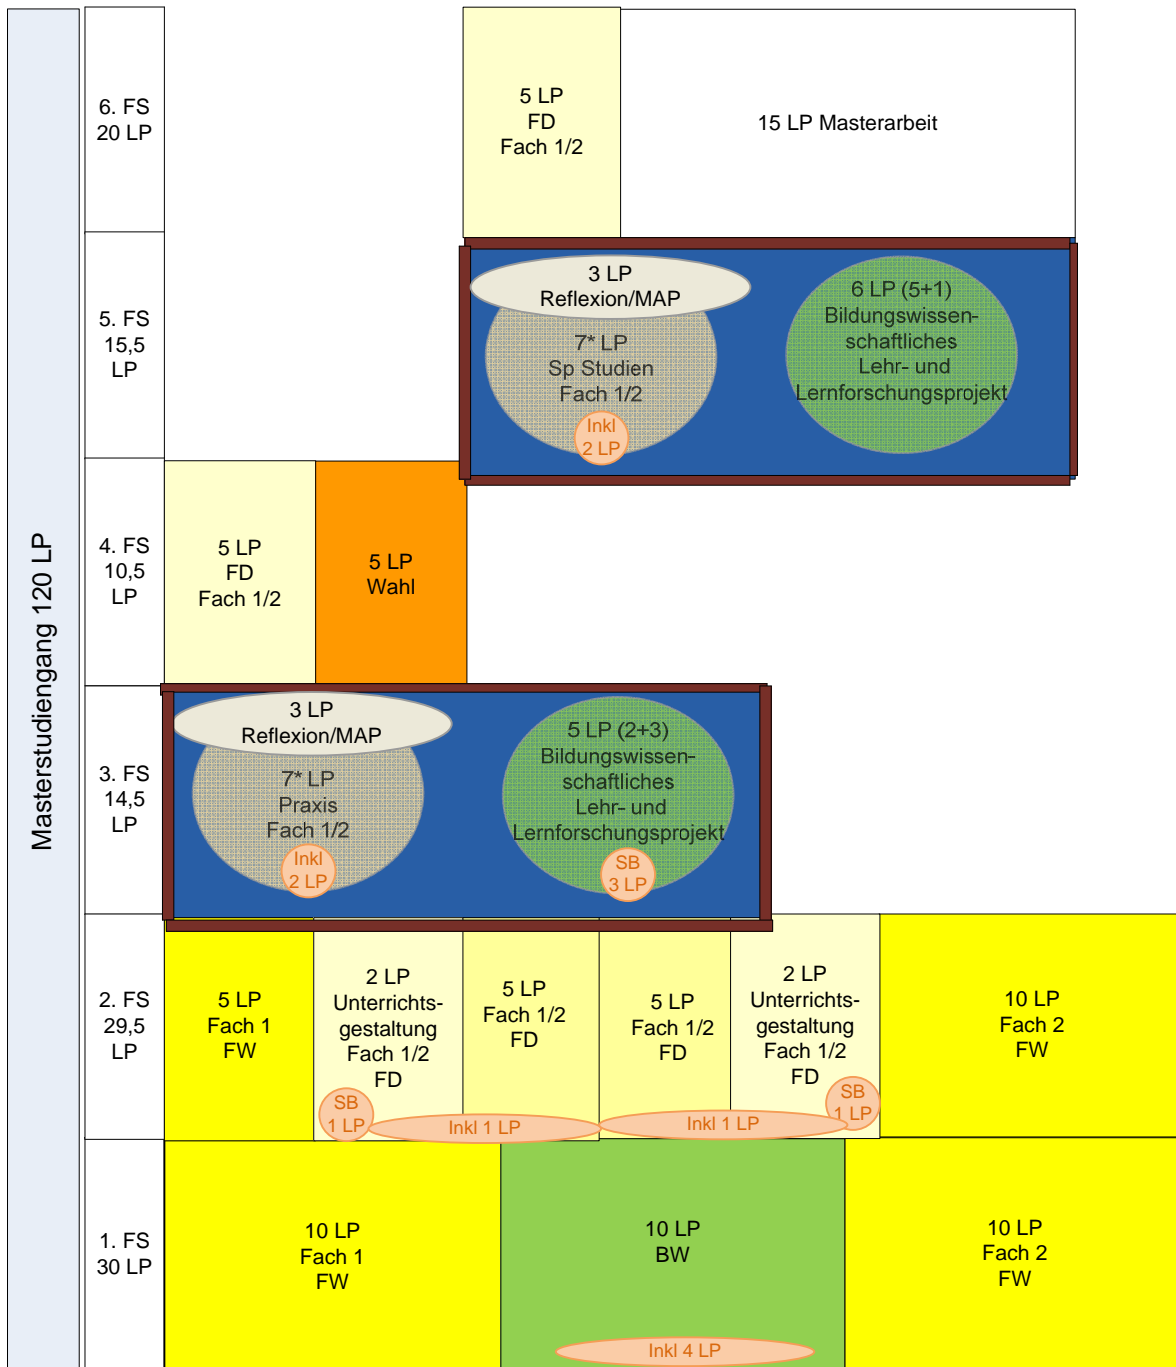 Masterstudiengang 120 LP
6. FS
20 LP
5 LP
FD
Fach 1/2
15 LP Masterarbeit
5. FS
15,5
LP
3 LP
Reflexion/MAP
7* LP
Sp Studien
Fach 1/2
Inkl
2 LP
6 LP (5+1)
Bildungswissen-
schaftliches
Lehr- und
Lernforschungsprojekt
4. FS
10,5
LP
5 LP
FD
Fach 1/2
5 LP
Wahl
3. FS
14,5
LP
3 LP
Reflexion/MAP
7* LP
Praxis
Fach 1/2
Inkl
2 LP
5 LP (2+3)
Bildungswissen-
schaftliches
Lehr- und
Lernforschungsprojekt
SB
3 LP
2. FS
29,5
LP
5 LP
Fach 1
FW
2 LP
Unterrichts-
gestaltung
Fach 1/2
FD
SB
1 LP
5 LP
Fach 1/2
FD
Inkl 1 LP
5 LP
Fach 1/2
FD
Inkl 1 LP
2 LP
Unterrichts-
gestaltung
Fach 1/2
FD
SB
1 LP
10 LP
Fach 2
FW
1. FS
30 LP
10 LP
Fach 1
FW
10 LP
BW
Inkl 4 LP
10 LP
Fach 2
FW